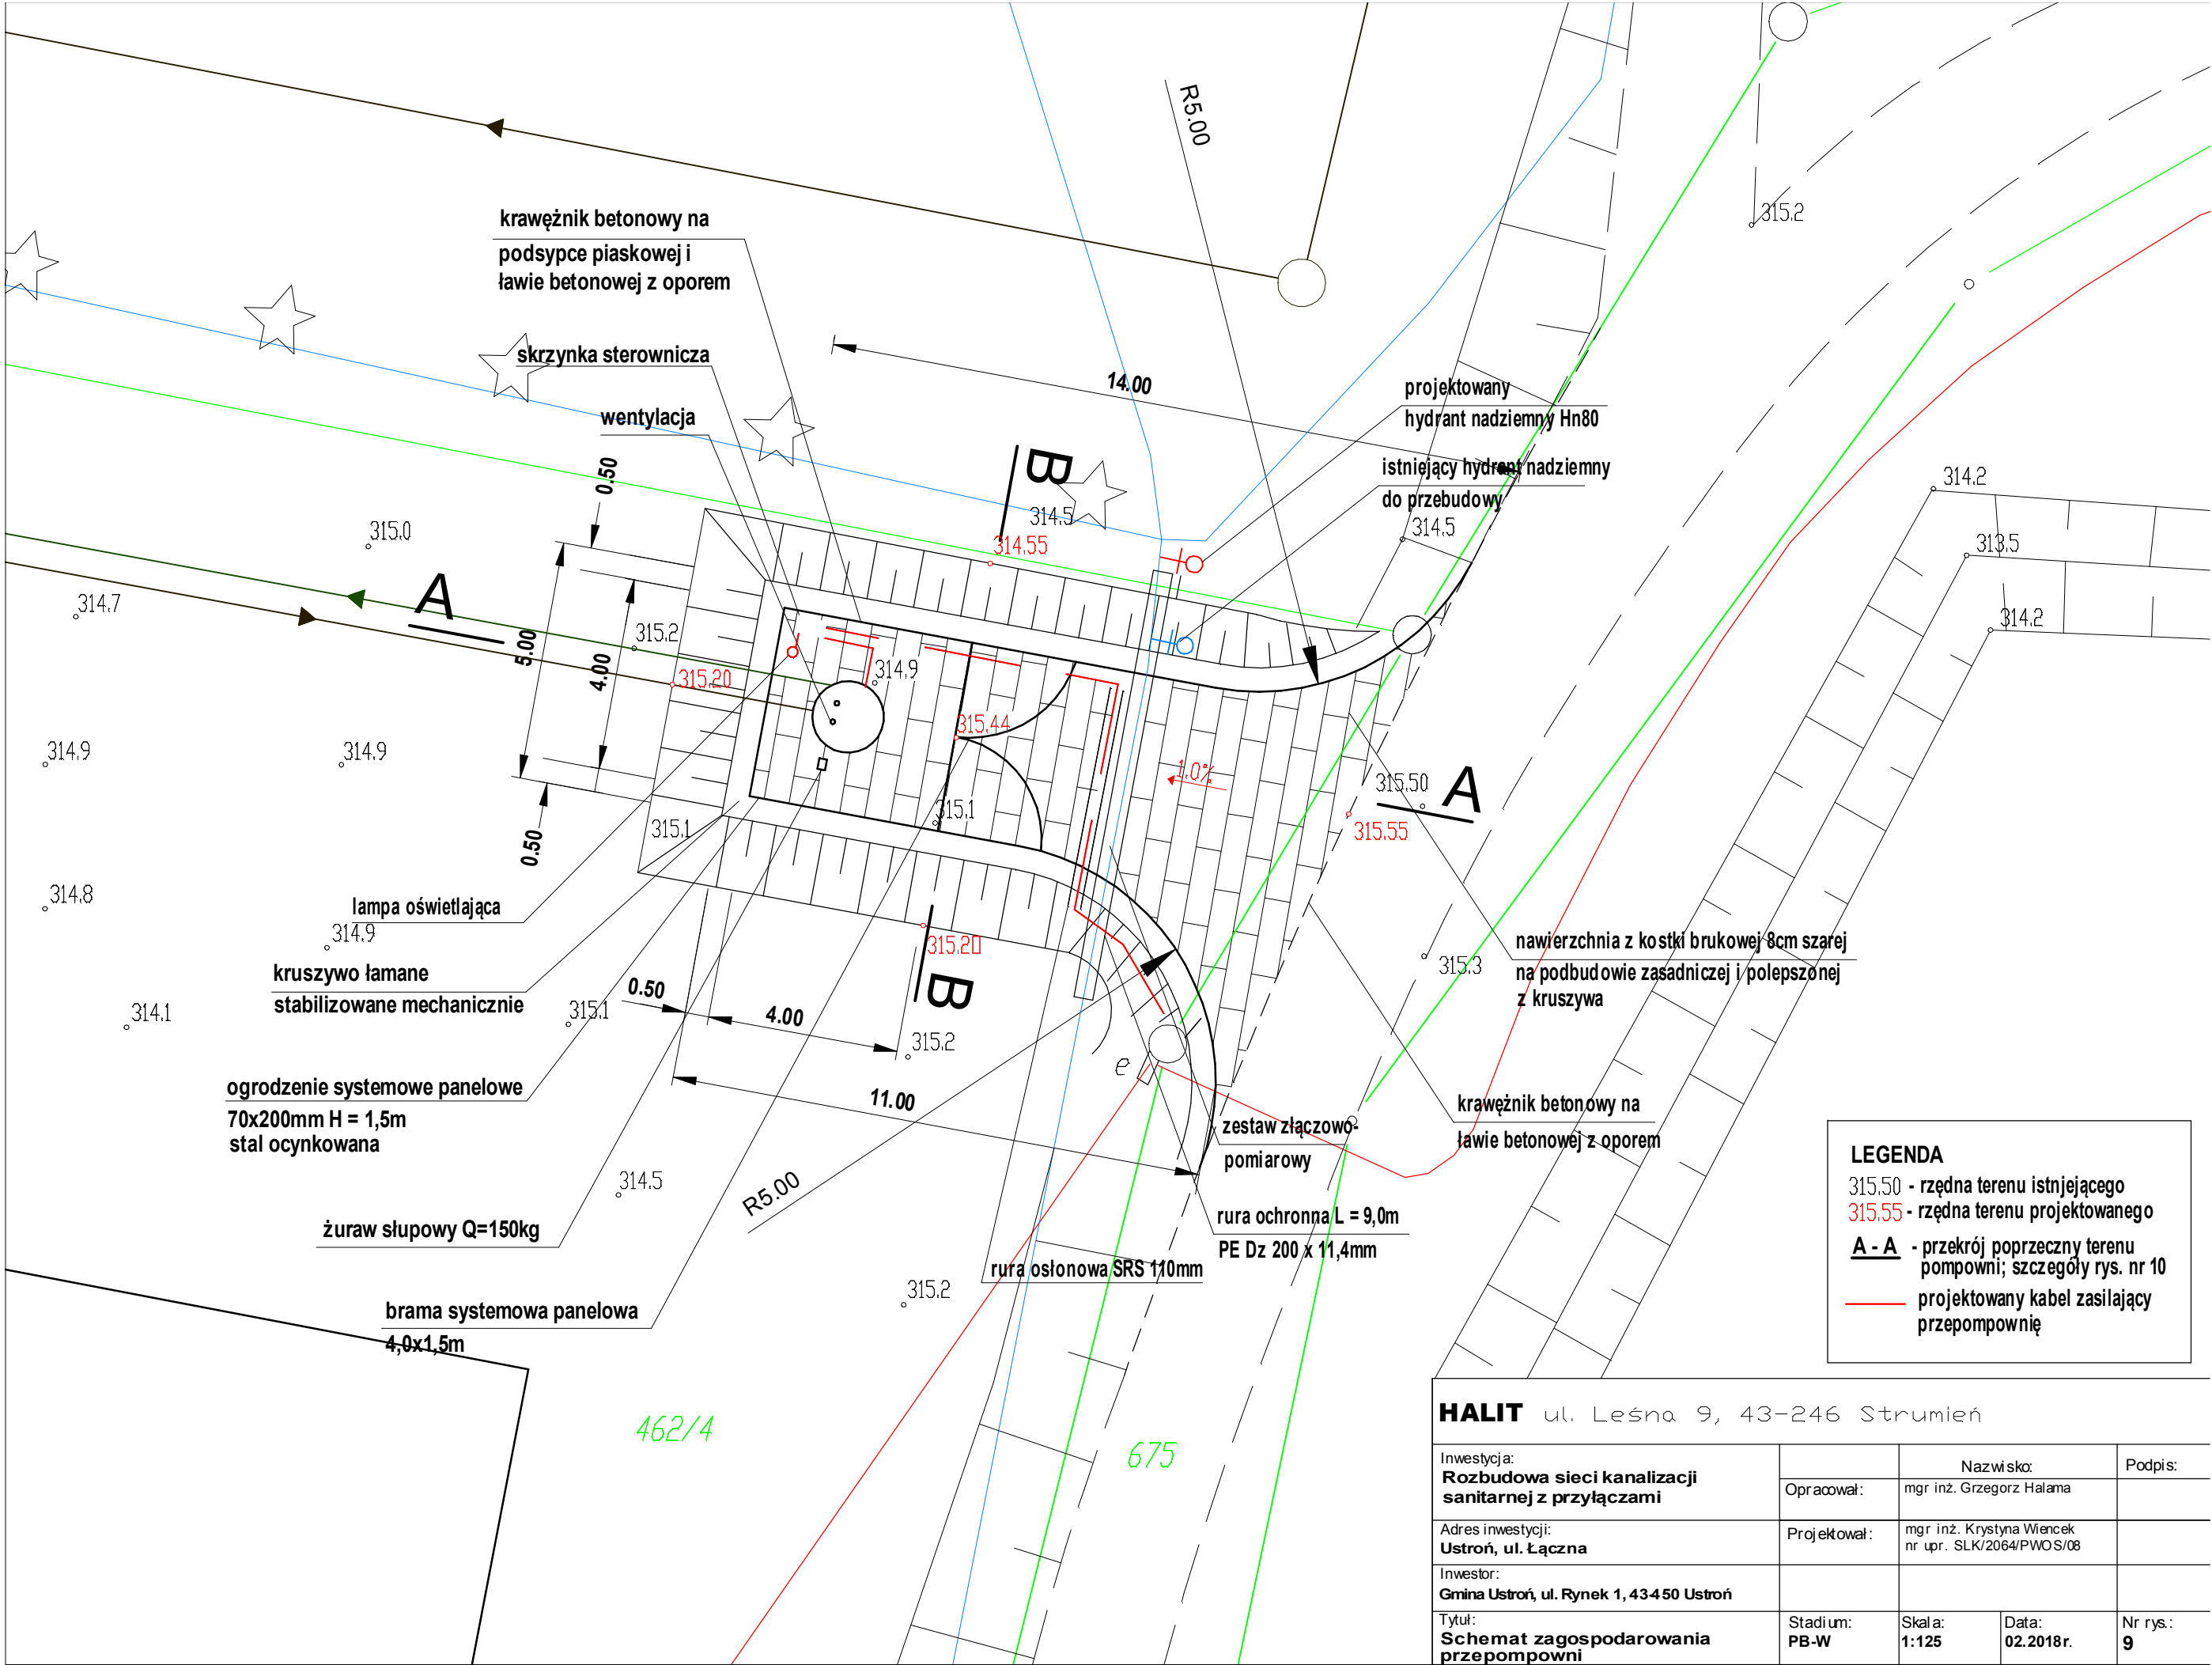 R5.00
krawężnik betonowy na
podsypce piaskowej i
ławie betonowej z oporem
315.2
skrzynka sterownicza
14.00
projektowany
hydrant nadziemny Hn80
wentylacja
B
istniejący hydrant nadziemny
do przebudowy
0.50
314.2
315.0
314.5
314.55
314.5
313.5
A
314.7
315.2
5.00
4.00
314.2
315.20
314.9
315.44
314.9
314.9
1.0%
315.50
A
315.1
315.1
315.55
0.50
314.8
lampa oświetlająca
314.9
315.20
nawierzchnia z kostki brukowej 8cm szarej
na podbudowie zasadniczej i polepszonej
z kruszywa
315.3
kruszywo łamane
stabilizowane mechanicznie
0.50
B
314.1
315.1
4.00
315.2
e
ogrodzenie systemowe panelowe
70x200mm H = 1,5m
stal ocynkowana
11.00
krawężnik betonowy na
ławie betonowej z oporem
zestaw złączowo-
pomiarowy
314.5
R5.00
żuraw słupowy Q=150kg
rura ochronna L = 9,0m
PE Dz 200 x 11,4mm
rura osłonowa SRS 110mm
315.2
brama systemowa panelowa
4,0x1,5m
462/4
675
LEGENDA
315.50 - rzędna terenu istnjejącego
315.55 - rzędna terenu projektowanego
A - A - przekrój poprzeczny terenu
pompowni; szczegóły rys. nr 10
projektowany kabel zasilający
przepompownię
HALIT ul. Leśna 9, 43-246 Strumień
Inwestycja:
Rozbudowa sieci kanalizacji
sanitarnej z przyłączami
Nazwisko:
Podpis:
Opracował:
mgr inż. Grzegorz Halama
Adres inwestycji:
Ustroń, ul. Łączna
Projektował:
mgr inż. Krystyna Wiencek
nr upr. SLK/2064/PWOS/08
Inwestor:
Gmina Ustroń, ul. Rynek 1, 43-450 Ustroń
Tytuł:
Schemat zagospodarowania
przepompowni
Stadium:
PB-W
Skala:
1:125
Data:
02.2018r.
Nr rys.:
9